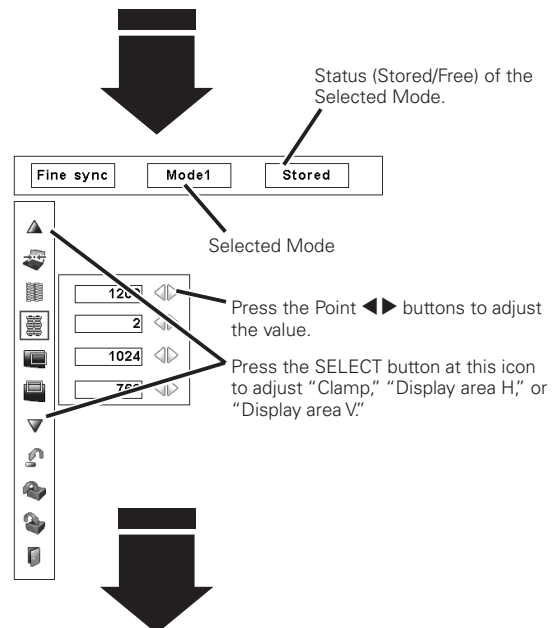 Status (Stored/Free) of the
Selected Mode.
Fine sync
Mode1
Stored
Selected Mode
2
1024
Press the Point ◀▶ buttons to adjust
the value.
Press the SELECT button at this icon
to adjust “Clamp,” “Display area H,” or
“Display area V.”